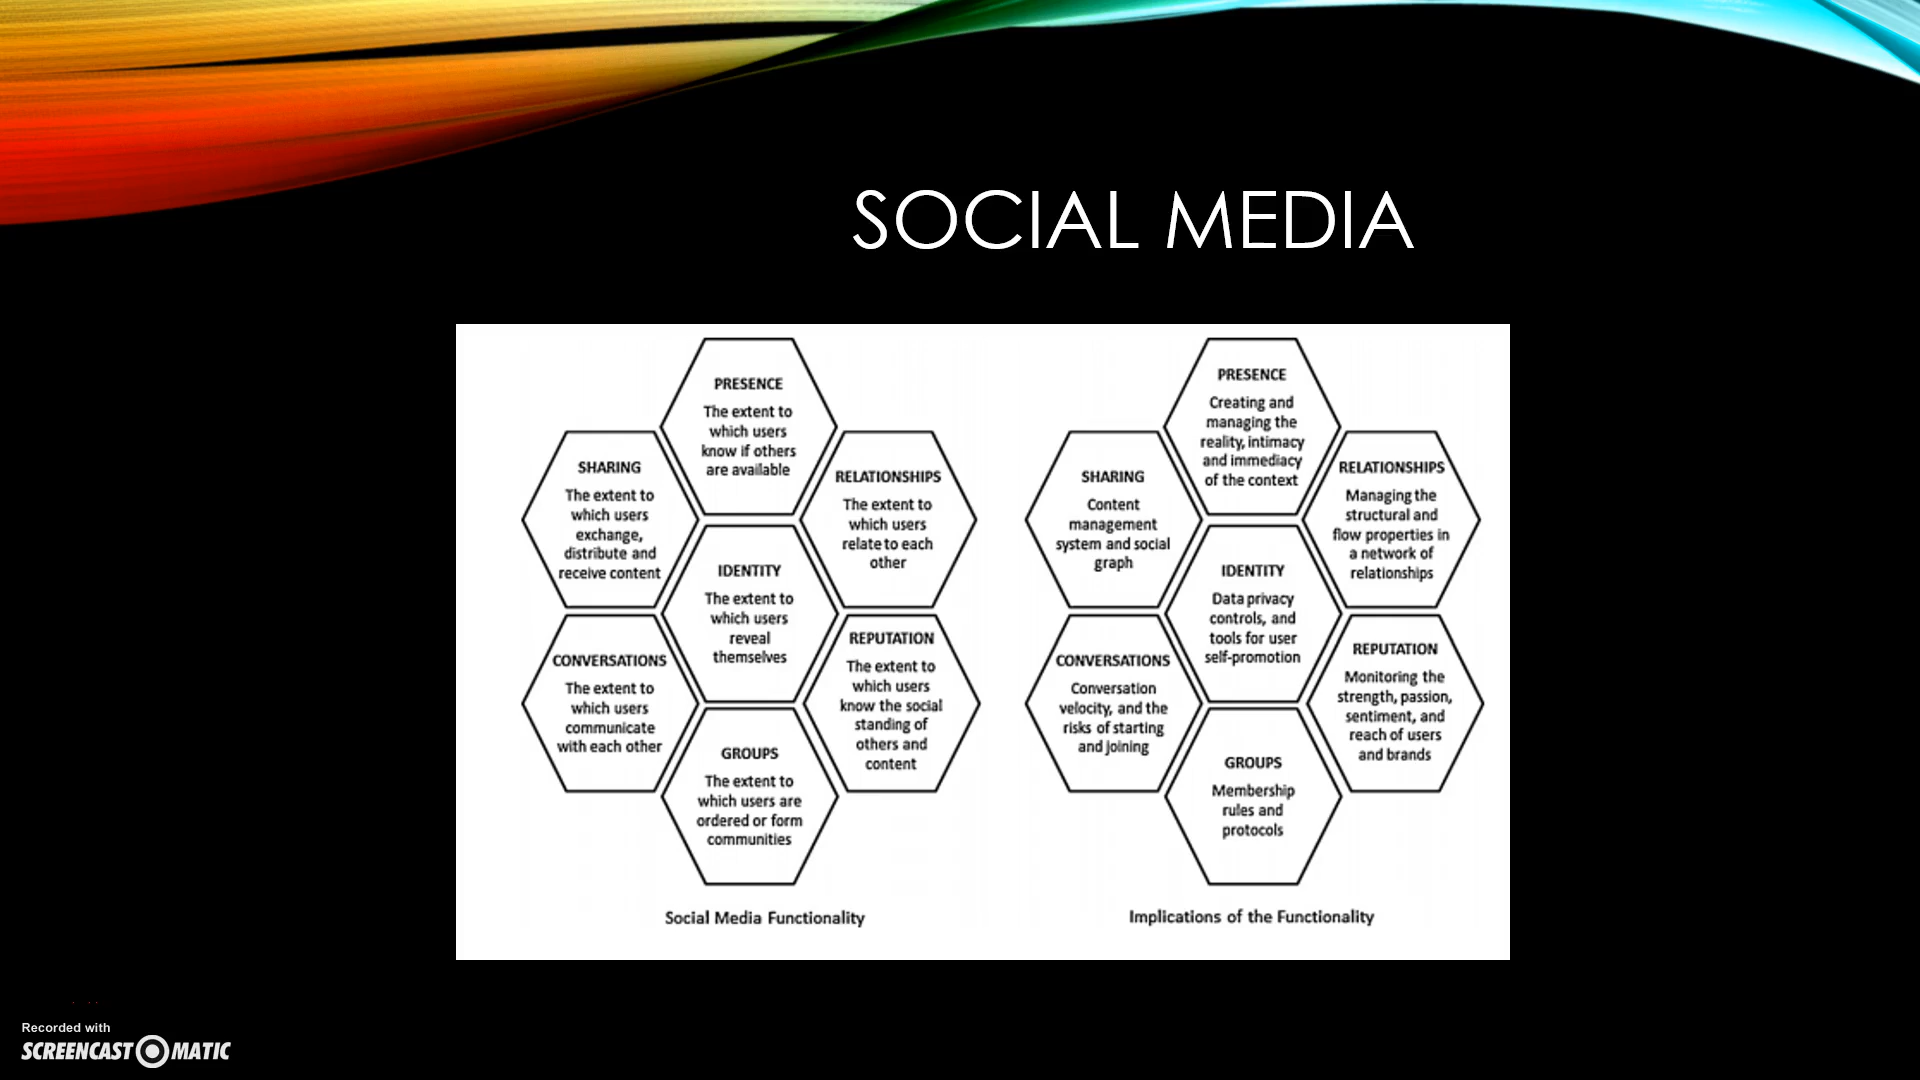 SOCIAL MEDIA
PRESENCE
The extent to
which users
know if others
are available
SHARING
The extent to
which users
exchange,
distribute and
receive content
RELATIONSHIPS
The extent to
which users
relate to each
other
IDENTITY
The extent to
which users
reveal
themselves
CONVERSATIONS
The extent to
which users
communicate
with each other
REPUTATION
The extent to
which users
know the social
standing of
others and
content
GROUPS
The extent to
which users are
ordered or form
communities
Social Media Functionality
PRESENCE
Creating and
managing the
reality, intimacy
and immediacy
of the context
SHARING
Content
management
system and social
graph
RELATIONSHIPS
Managing the
structural and
flow properties in
a network of
relationships
IDENTITY
Data privacy
controls, and
tools for user
self-promotion
CONVERSATIONS
Conversation
velocity, and the
risks of starting
and joining
REPUTATION
Monitoring the
strength, passion,
sentiment, and
reach of users
and brands
GROUPS
Membership
rules and
protocols
Implications of the Functionality
Recorded with
SCREENCAST MATIC